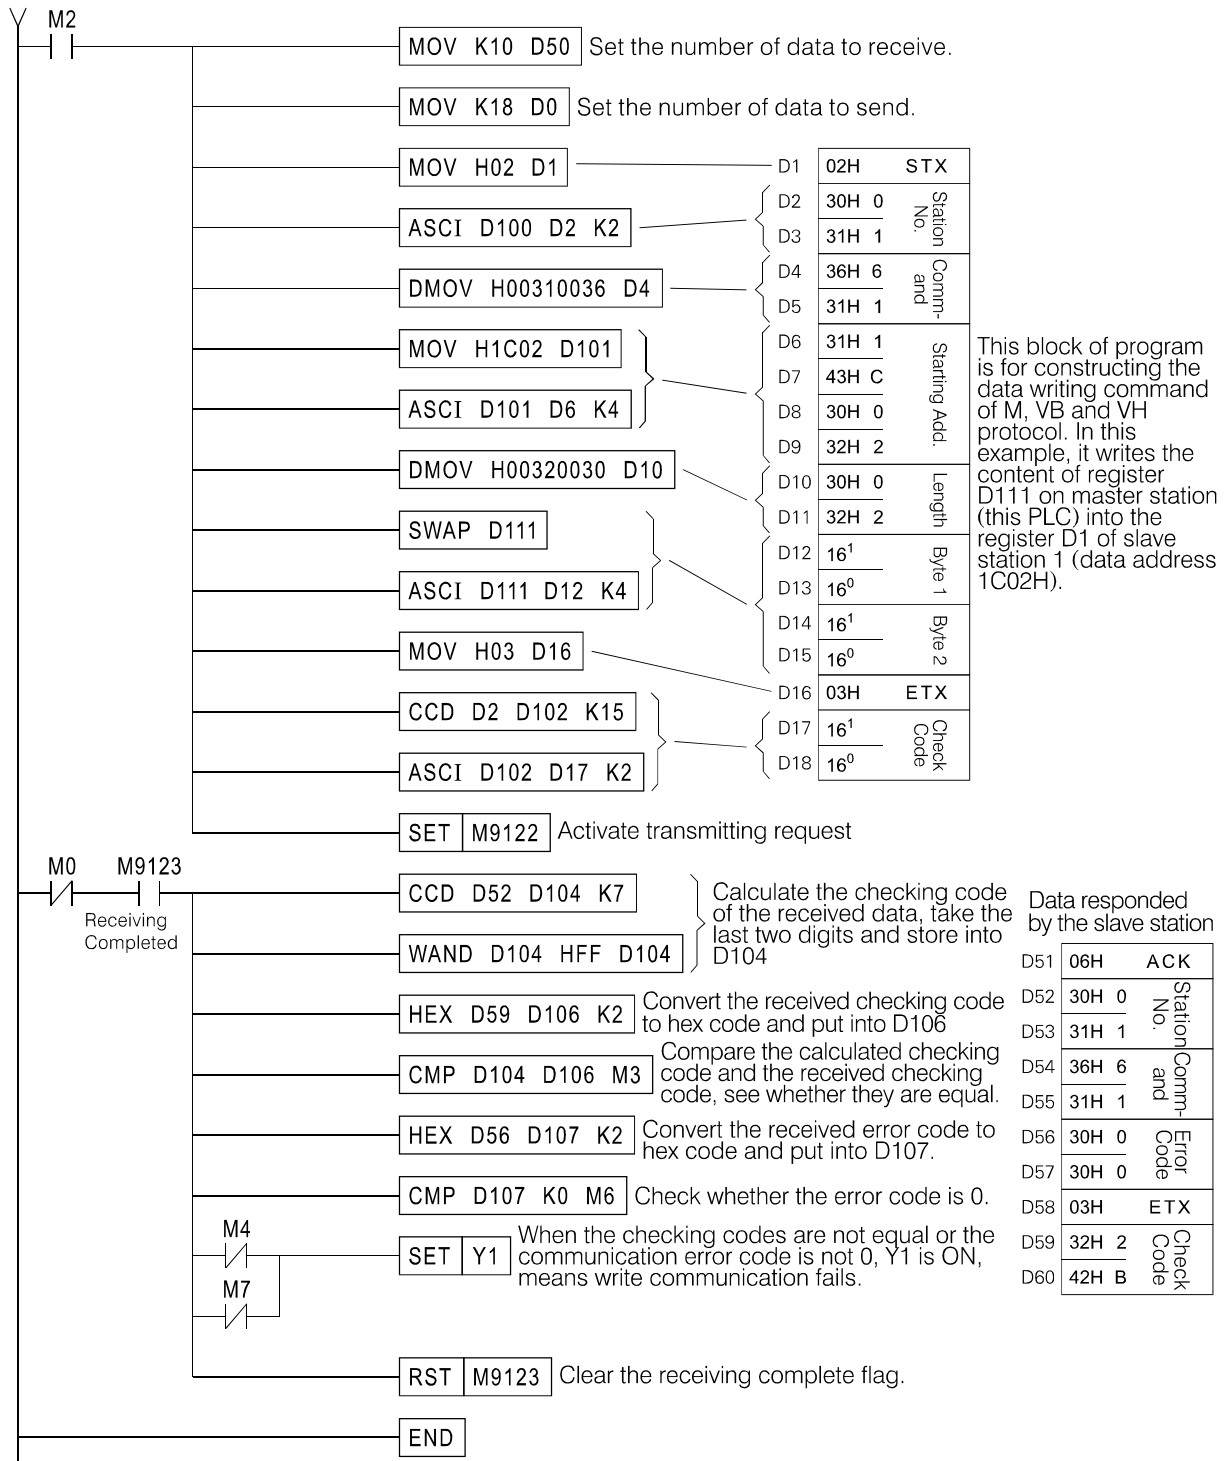 M2
MOV K10 D50 Set the number of data to receive.
MOV K18 D0 Set the number of data to send.
MOV H02 D1
ASCI D100 D2 K2
DMOV H00310036 D4
MOV H1C02 D101
ASCI D101 D6 K4
DMOV H00320030 D10
SWAP D111
ASCI D111 D12 K4
MOV H03 D16
CCD D2 D102 K15
ASCI D102 D17 K2
SET M9122 Activate transmitting request
D1 02H STX
D2 30H 0
D3 31H 1
Station
No.
D4 36H 6
D5 31H 1
Comm-
and
D6 31H 1
D7 43H C
D8 30H 0
D9 32H 2
Starting Add.
D10 30H 0
D11 32H 2
Length
D12 16¹
D13 16⁰
Byte 1
D14 16¹
D15 16⁰
Byte 2
D16 03H ETX
D17 16¹
D18 16⁰
Check
Code
This block of program
is for constructing the
data writing command
of M, VB and VH
protocol. In this
example, it writes the
content of register
D111 on master station
(this PLC) into the
register D1 of slave
station 1 (data address
1C02H).
M0 M9123
Receiving
Completed
CCD D52 D104 K7
WAND D104 HFF D104
Calculate the checking code
of the received data, take the
last two digits and store into
D104
HEX D59 D106 K2
Convert the received checking code
to hex code and put into D106
CMP D104 D106 M3
Compare the calculated checking
code and the received checking
code, see whether they are equal.
HEX D56 D107 K2
Convert the received error code to
hex code and put into D107.
CMP D107 K0 M6 Check whether the error code is 0.
M4
M7
SET Y1
When the checking codes are not equal or the
communication error code is not 0, Y1 is ON,
means write communication fails.
RST M9123 Clear the receiving complete flag.
END
Data responded
by the slave station
D51 06H ACK
D52 30H 0
D53 31H 1
Station
No.
D54 36H 6
D55 31H 1
Comm-
and
D56 30H 0
D57 30H 0
Error
Code
D58 03H ETX
D59 32H 2
D60 42H B
Check
Code